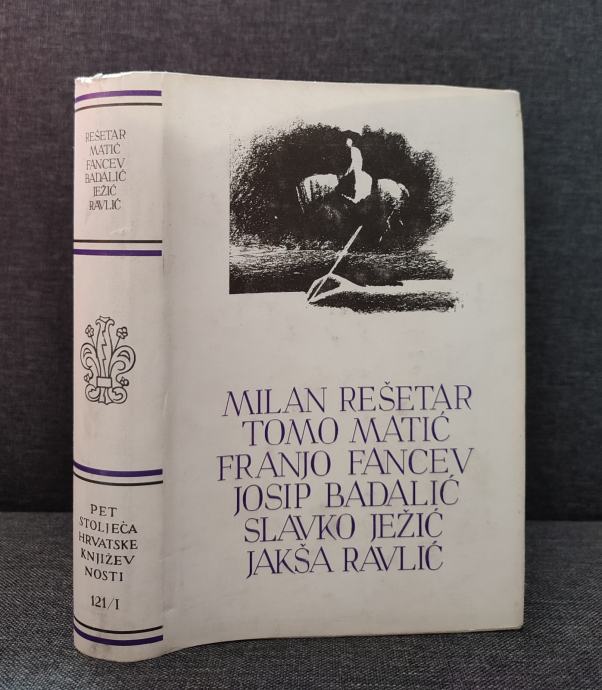 REŠETAR
MATIĆ
FANCEV
BADALIĆ
JEŽIĆ
RAVLIĆ
PET
STOLJEĆA
HRVATSKE
KNJIŽEV
NOSTI
121/I
MILAN REŠETAR
TOMO MATIĆ
FRANJO FANCEV
JOSIP BADALIĆ
SLAVKO JEŽIĆ
JAKŠA RAVLIĆ